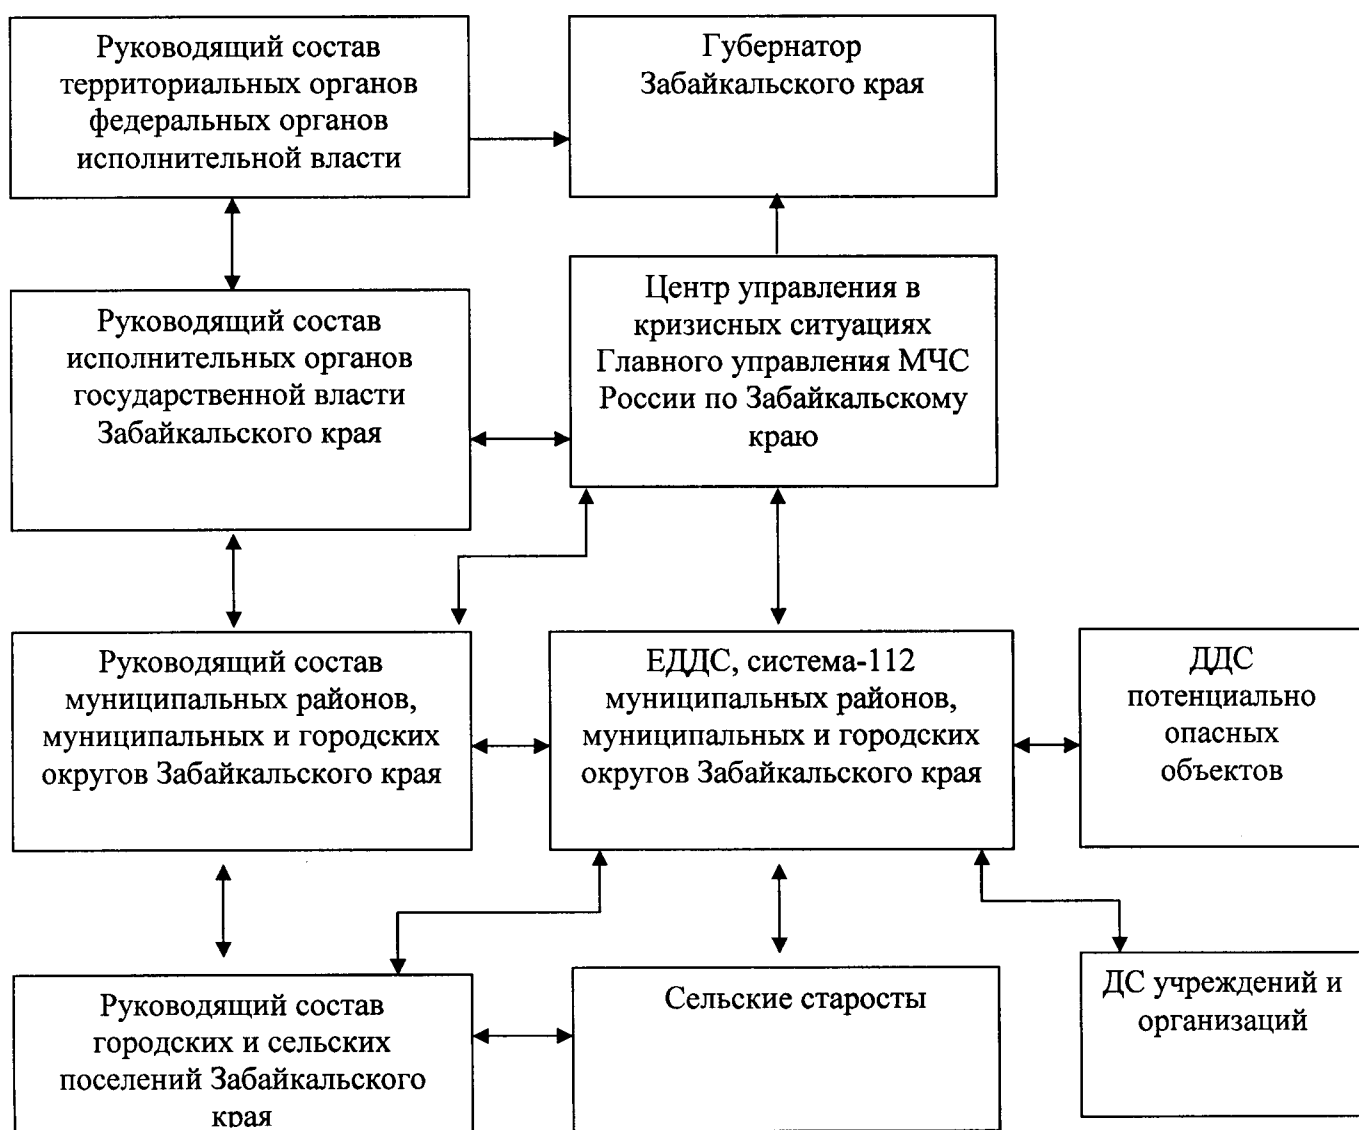 Руководящий состав
территориальных органов
федеральных органов
исполнительной власти
Губернатор
Забайкальского края
Руководящий состав
исполнительных органов
государственной власти
Забайкальского края
Центр управления в
кризисных ситуациях
Главного управления МЧС
России по Забайкальскому
краю
Руководящий состав
муниципальных районов,
муниципальных и городских
округов Забайкальского края
ЕДДС, система-112
муниципальных районов,
муниципальных и городских
округов Забайкальского края
ДДС
потенциально
опасных
объектов
Руководящий состав
городских и сельских
поселений Забайкальского
края
Сельские старосты
ДС учреждений и
организаций